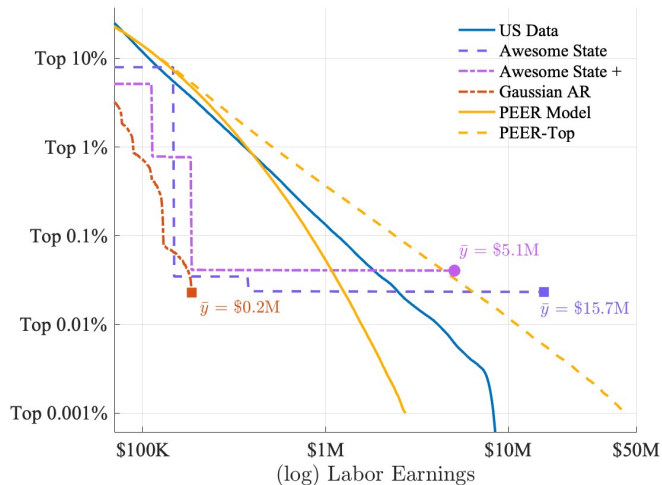 US Data
Awesome State
Awesome State +
Gaussian AR
PEER Model
PEER-Top
Top 10%
Top 1%
Top 0.1%
Top 0.01%
Top 0.001%
ȳ = $5.1M
ȳ = $15.7M
ȳ = $0.2M
$100K
$1M
$10M
$50M
(log) Labor Earnings